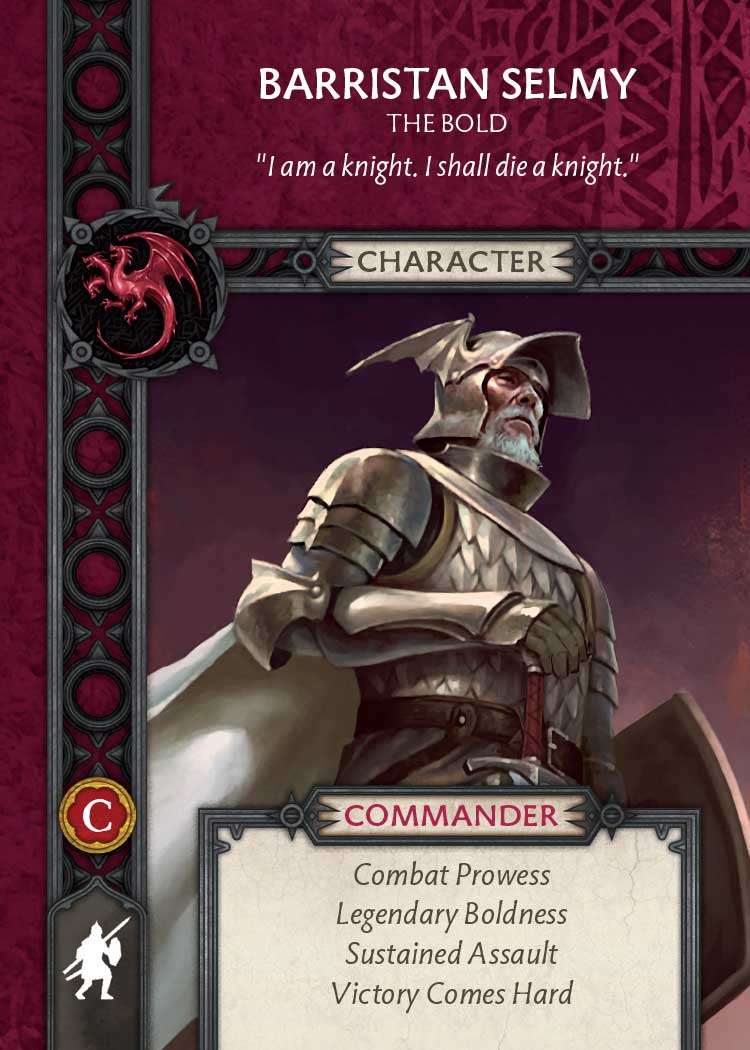 BARRISTAN SELMY
THE BOLD
"I am a knight. I shall die a knight."
CHARACTER
C
COMMANDER
Combat Prowess
Legendary Boldness
Sustained Assault
Victory Comes Hard